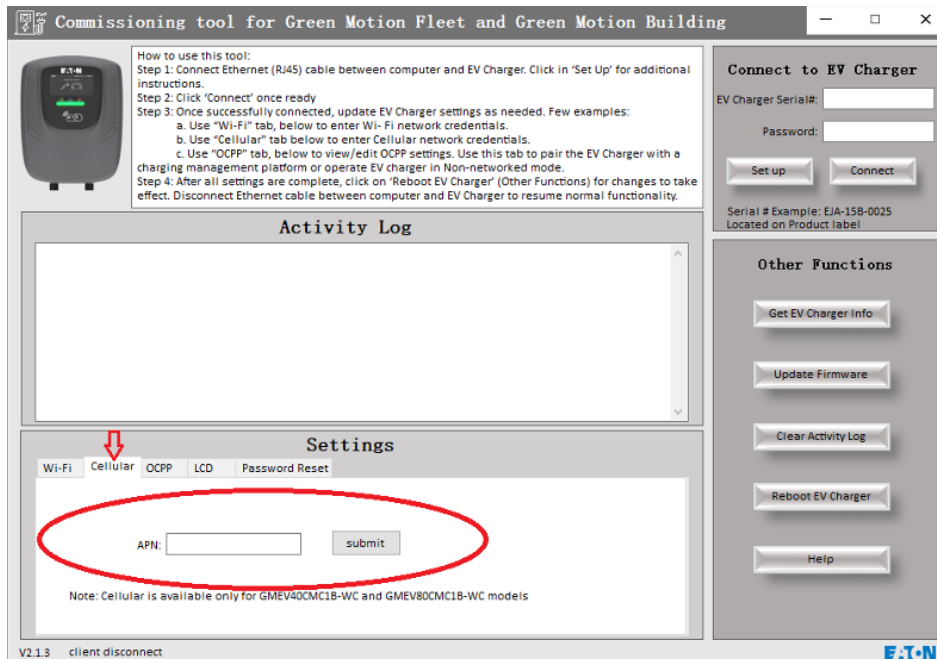 Commissioning tool for Green Motion Fleet and Green Motion Building
How to use this tool:
Step 1: Connect Ethernet (RJ45) cable between computer and EV Charger. Click in 'Set Up' for additional
instructions.
Step 2: Click 'Connect' once ready
Step 3: Once successfully connected, update EV Charger settings as needed. Few examples:
a. Use "Wi-Fi" tab, below to enter Wi- Fi network credentials.
b. Use "Cellular" tab below to enter Cellular network credentials.
c. Use "OCPP" tab, below to view/edit OCPP settings. Use this tab to pair the EV Charger with a
charging management platform or operate EV charger in Non-networked mode.
Step 4: After all settings are complete, click on 'Reboot EV Charger' (Other Functions) for changes to take
effect. Disconnect Ethernet cable between computer and EV Charger to resume normal functionality.
EATON
Connect to EV Charger
EV Charger Serial#:
Password:
Set up
Connect
Serial # Example: EJA-15B-0025
Located on Product label
Activity Log
Other Functions
Get EV Charger Info
Update Firmware
Clear Activity Log
Reboot EV Charger
Help
Settings
Wi-Fi Cellular OCPP LCD Password Reset
APN: submit
Note: Cellular is available only for GMEV40CMC1B-WC and GMEV80CMC1B-WC models
V2.1.3 client disconnect
EATON